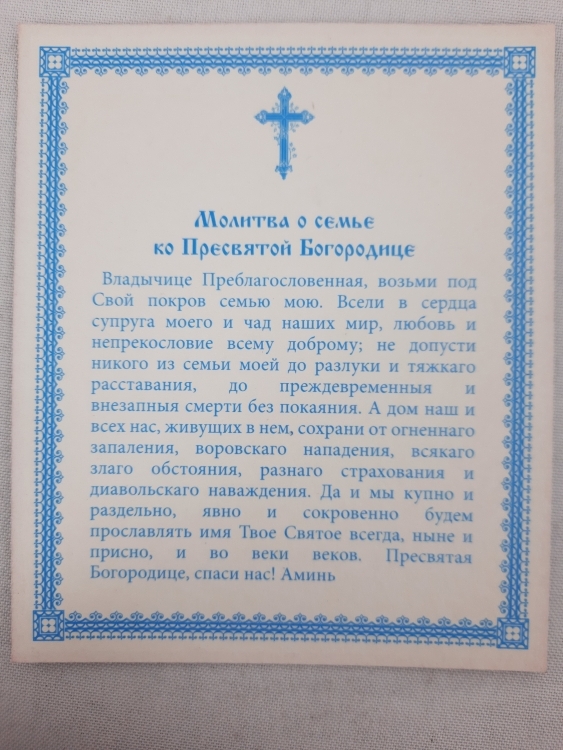 Молитва о семье
ко Пресвятой Богородице
Владычице Преблагословенная, возьми под
Свой покров семью мою. Всели в сердца
супруга моего и чад наших мир, любовь и
непрекословие всему доброму; не допусти
никого из семьи моей до разлуки и тяжкаго
расставания, до преждевременныя и
внезапныя смерти без покаяния. А дом наш и
всех нас, живущих в нем, сохрани от огненнаго
запаления, воровскаго нападения, всякаго
злаго обстояния, разнаго страхования и
диавольскаго наваждения. Да и мы купно и
раздельно, явно и сокровенно будем
прославлять имя Твое Святое всегда, ныне и
присно, и во веки веков. Пресвятая
Богородице, спаси нас! Аминь